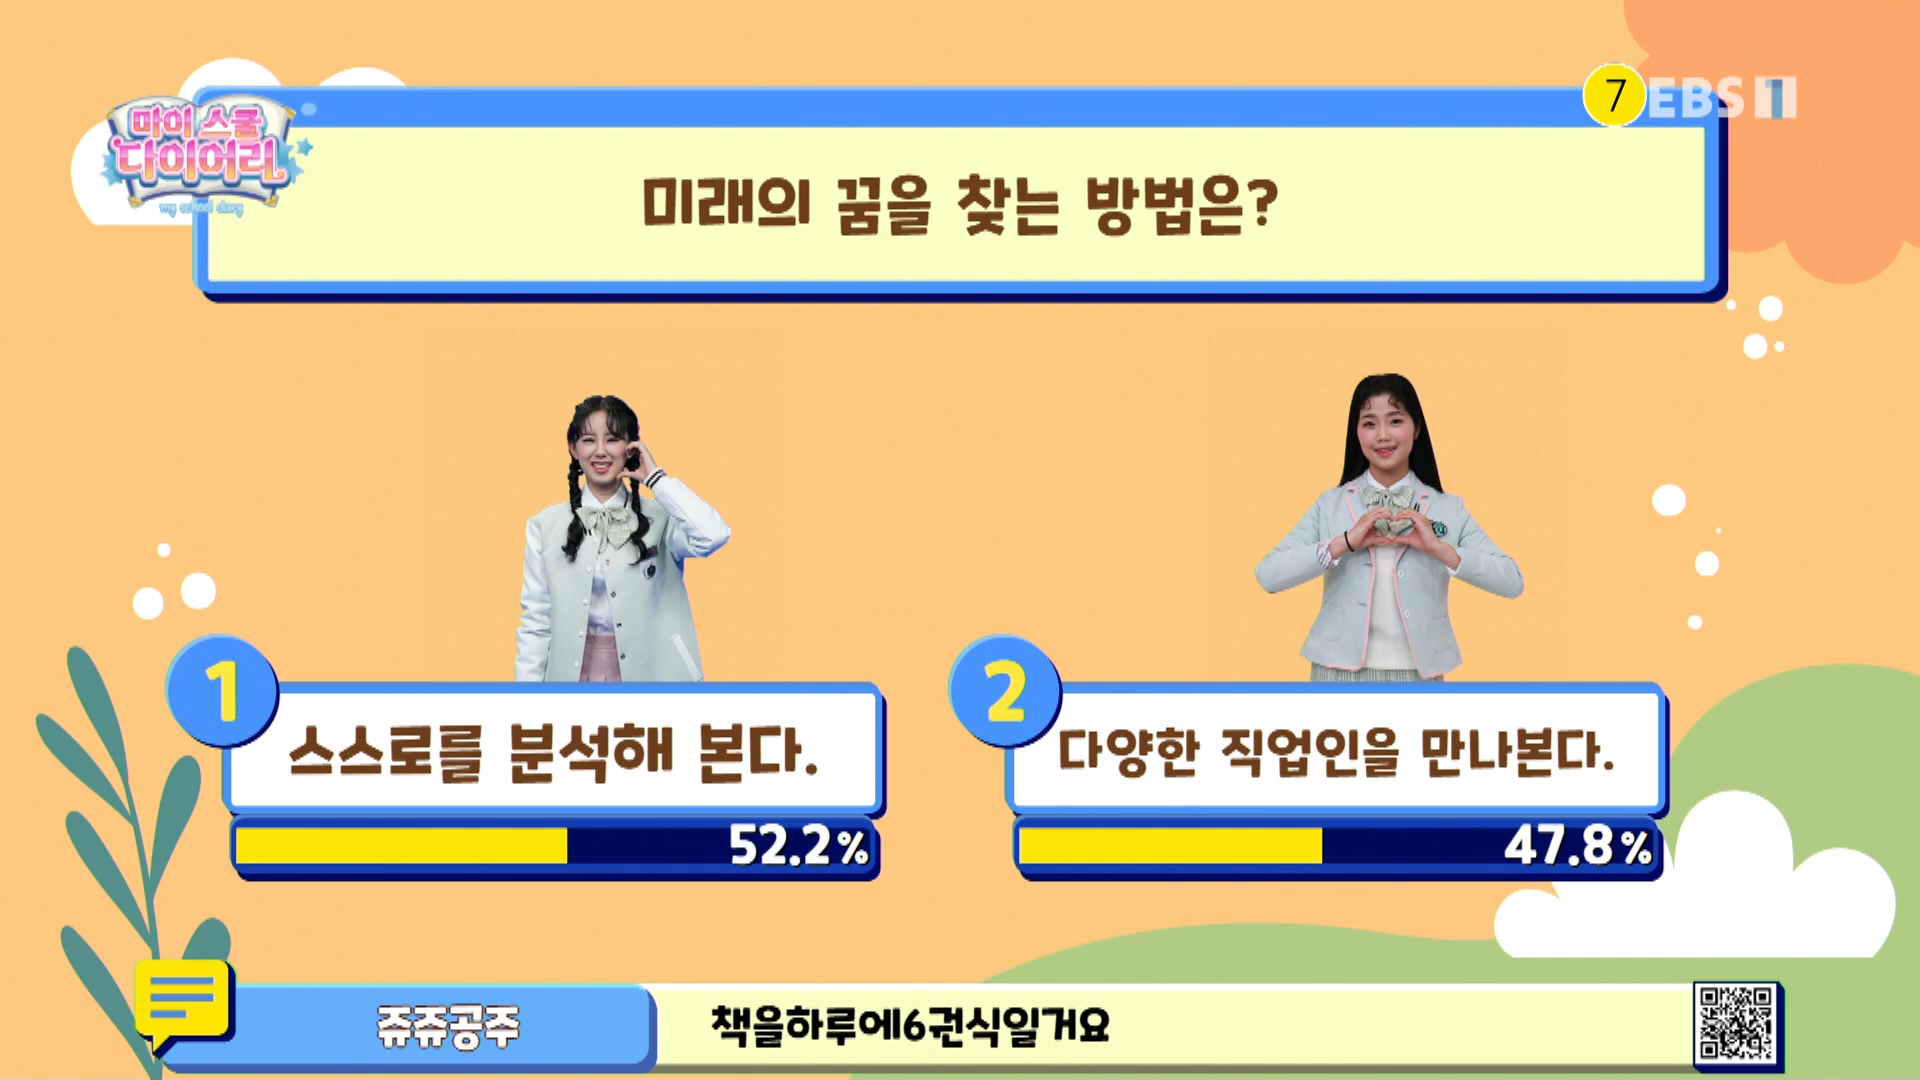 마이 스쿨
다이어리
my school diary
7 EBS 1
미래의 꿈을 찾는 방법은?
1
스스로를 분석해 본다.
52.2%
2
다양한 직업인을 만나본다.
47.8%
쥬쥬공주
책을하루에6권식일거요